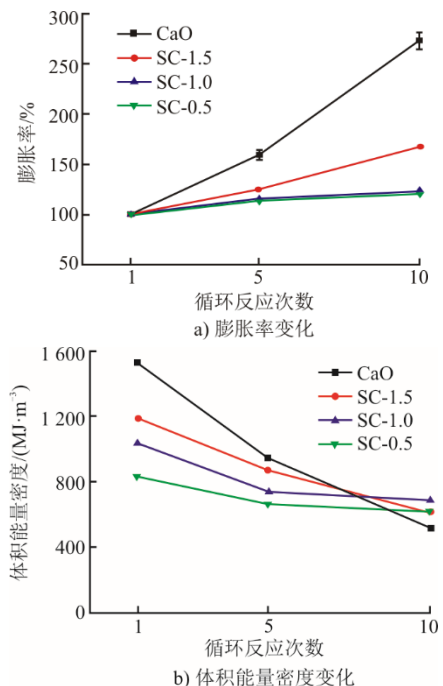 300
250
200
150
100
50
膨胀率/%
CaO
SC-1.5
SC-1.0
SC-0.5
1
5
10
循环反应次数
a) 膨胀率变化
1 600
1 200
800
400
0
体积能量密度/(MJ·m⁻³)
CaO
SC-1.5
SC-1.0
SC-0.5
1
5
10
循环反应次数
b) 体积能量密度变化